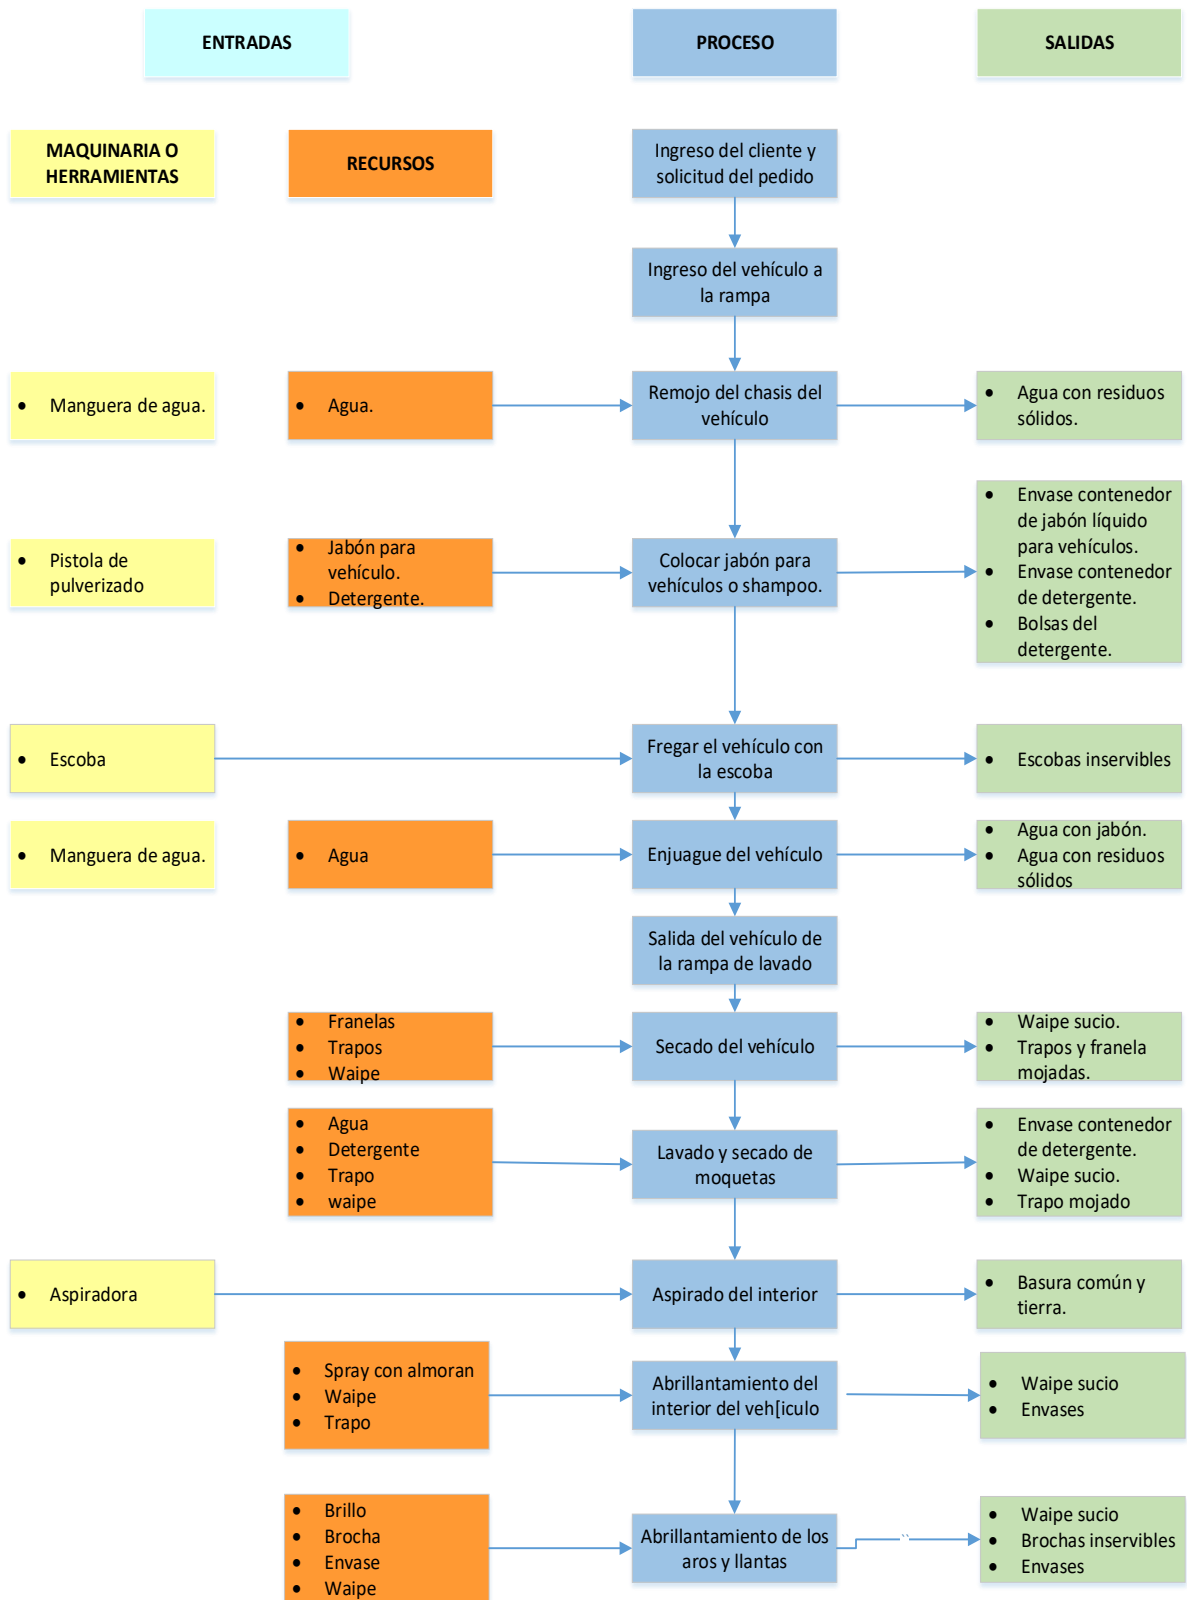 ENTRADAS
PROCESO
SALIDAS
MAQUINARIA O
HERRAMIENTAS
RECURSOS
Ingreso del cliente y
solicitud del pedido
Ingreso del vehículo a
la rampa
• Manguera de agua.
• Agua.
Remojo del chasis del
vehículo
• Agua con residuos
sólidos.
• Pistola de
pulverizado
• Jabón para
vehículo.
• Detergente.
Colocar jabón para
vehículos o shampoo.
• Envase contenedor
de jabón líquido
para vehículos.
• Envase contenedor
de detergente.
• Bolsas del
detergente.
• Escoba
Fregar el vehículo con
la escoba
• Escobas inservibles
• Manguera de agua.
• Agua
Enjuague del vehículo
• Agua con jabón.
• Agua con residuos
sólidos
Salida del vehículo de
la rampa de lavado
• Franelas
• Trapos
• Waipe
Secado del vehículo
• Waipe sucio.
• Trapos y franela
mojadas.
• Agua
• Detergente
• Trapo
• waipe
Lavado y secado de
moquetas
• Envase contenedor
de detergente.
• Waipe sucio.
• Trapo mojado
• Aspiradora
Aspirado del interior
• Basura común y
tierra.
• Spray con almoran
• Waipe
• Trapo
Abrillantamiento del
interior del veh[iculo
• Waipe sucio
• Envases
• Brillo
• Brocha
• Envase
• Waipe
Abrillantamiento de los
aros y llantas
• Waipe sucio
• Brochas inservibles
• Envases